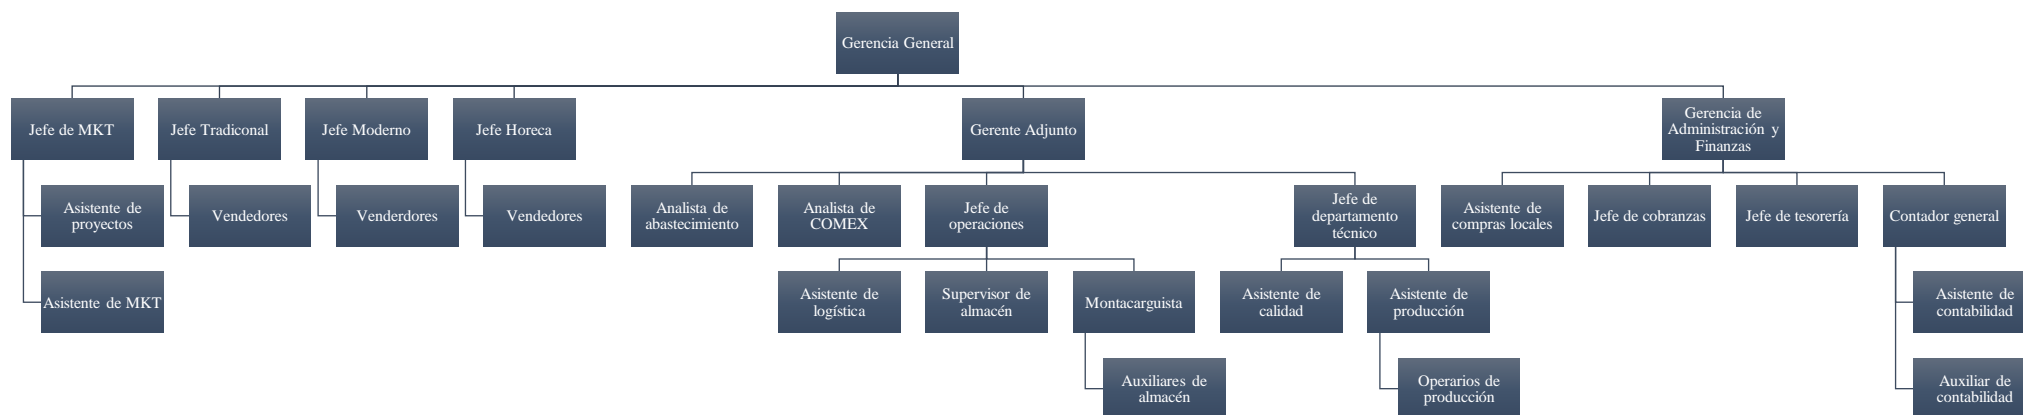 Gerencia General
Jefe de MKT
Jefe Tradiconal
Jefe Moderno
Jefe Horeca
Gerente Adjunto
Gerencia de
Administración y
Finanzas
Asistente de
proyectos
Vendedores
Venderdores
Vendedores
Analista de
abastecimiento
Analista de
COMEX
Jefe de
operaciones
Jefe de
departamento
técnico
Asistente de
compras locales
Jefe de cobranzas
Jefe de tesorería
Contador general
Asistente de MKT
Asistente de
logística
Supervisor de
almacén
Montacarguista
Asistente de
calidad
Asistente de
producción
Asistente de
contabilidad
Auxiliares de
almacén
Operarios de
producción
Auxiliar de
contabilidad